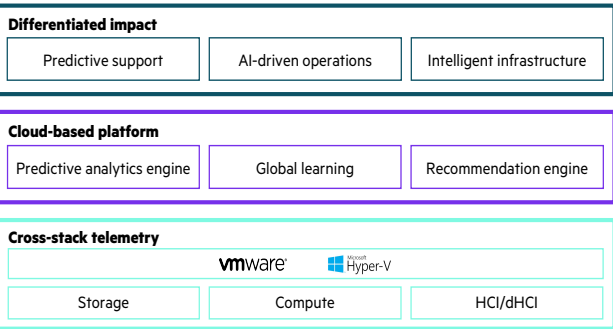 Differentiated impact
Predictive support
AI-driven operations
Intelligent infrastructure
Cloud-based platform
Predictive analytics engine
Global learning
Recommendation engine
Cross-stack telemetry
vmware®
Microsoft
Hyper-V
Storage
Compute
HCI/dHCI